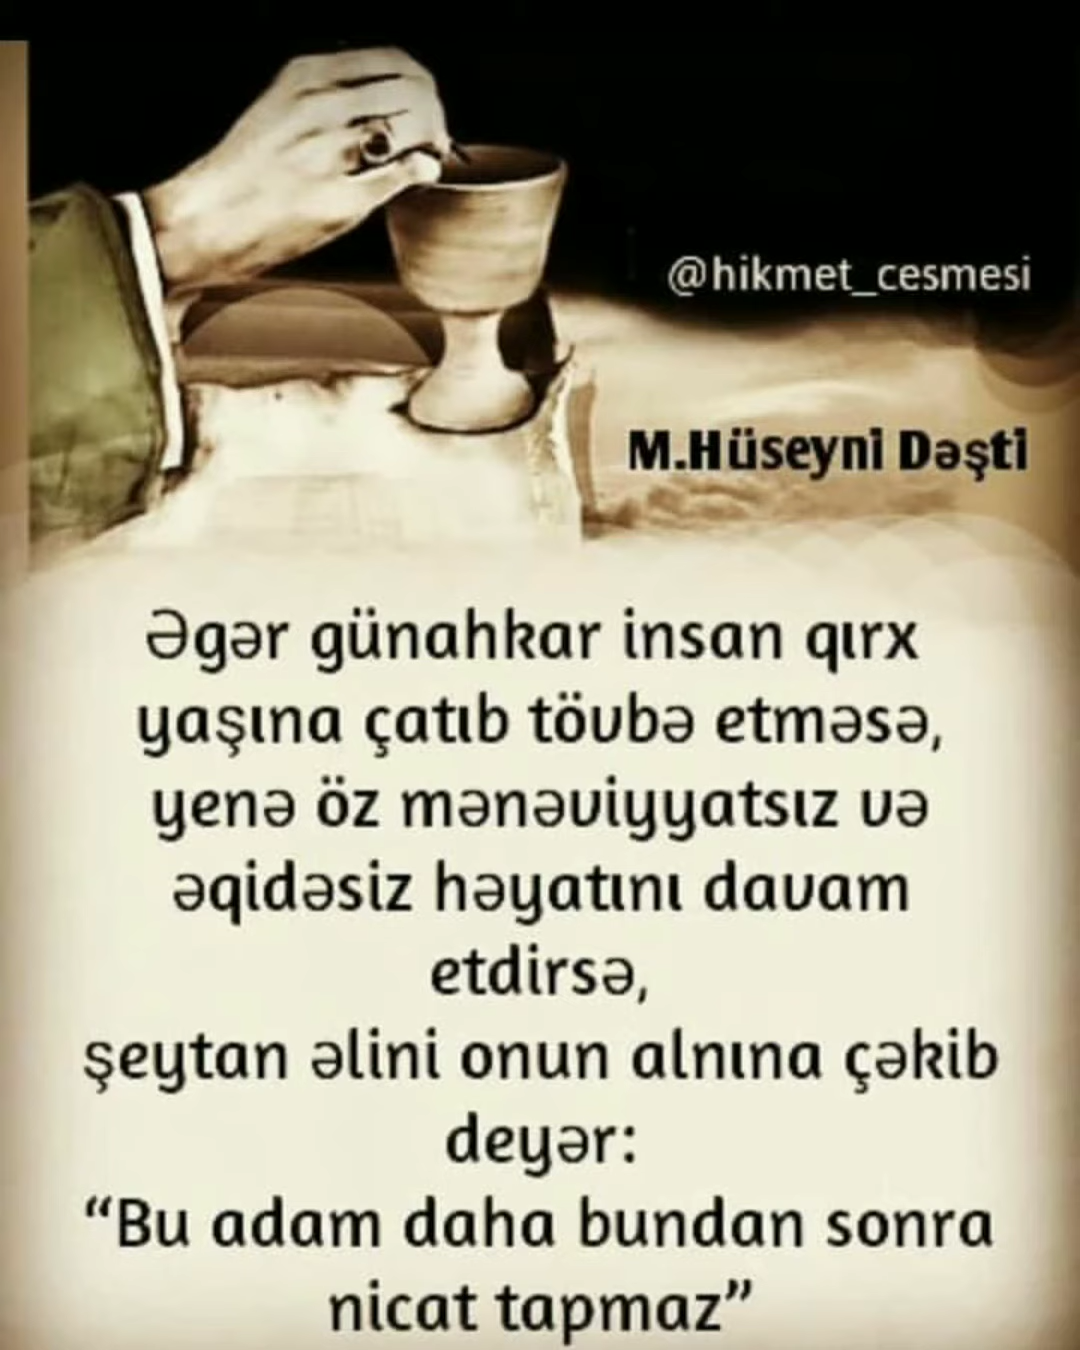 @hikmet_cesmesi
M.Hüseyni Dəşti
Əgər günahkar insan qırx
yaşına çatıb tövbə etməsə,
yenə öz mənəviyyatsız və
əqidəsiz həyatını davam
etdirsə,
şeytan əlini onun alnına çəkib
deyər:
“Bu adam daha bundan sonra
nicat tapmaz”